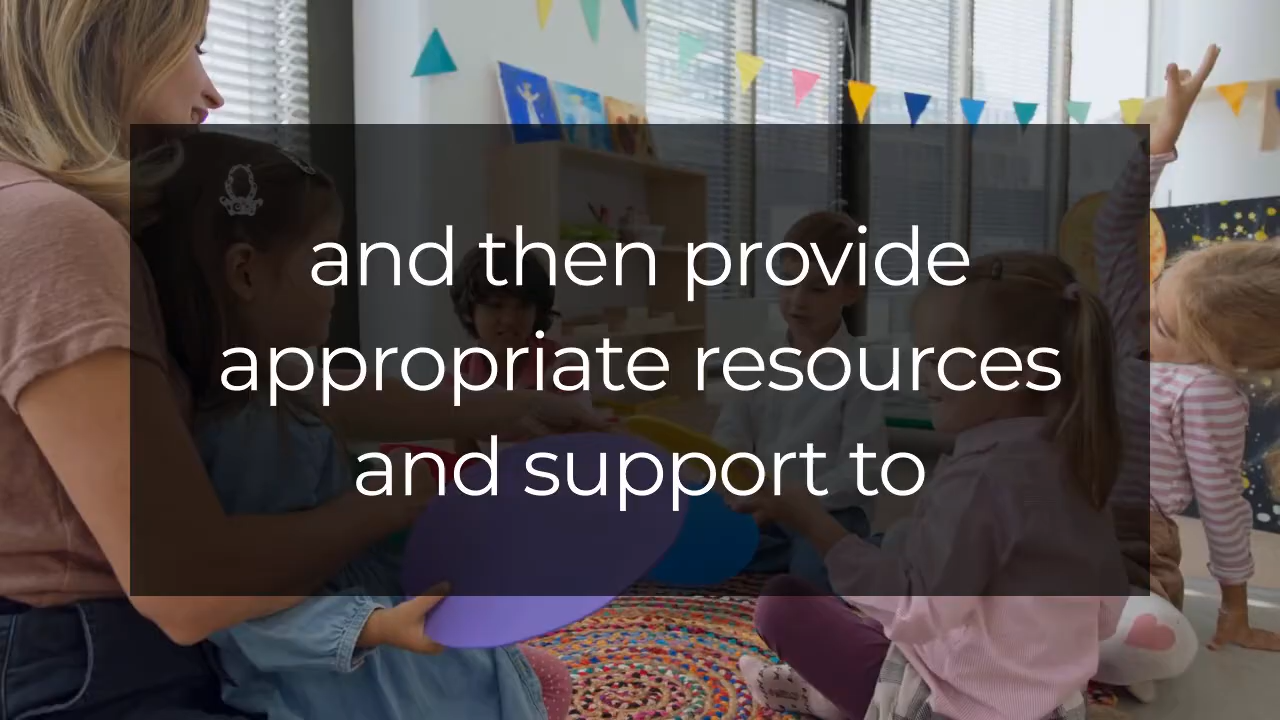 and then provide
appropriate resources
and support to